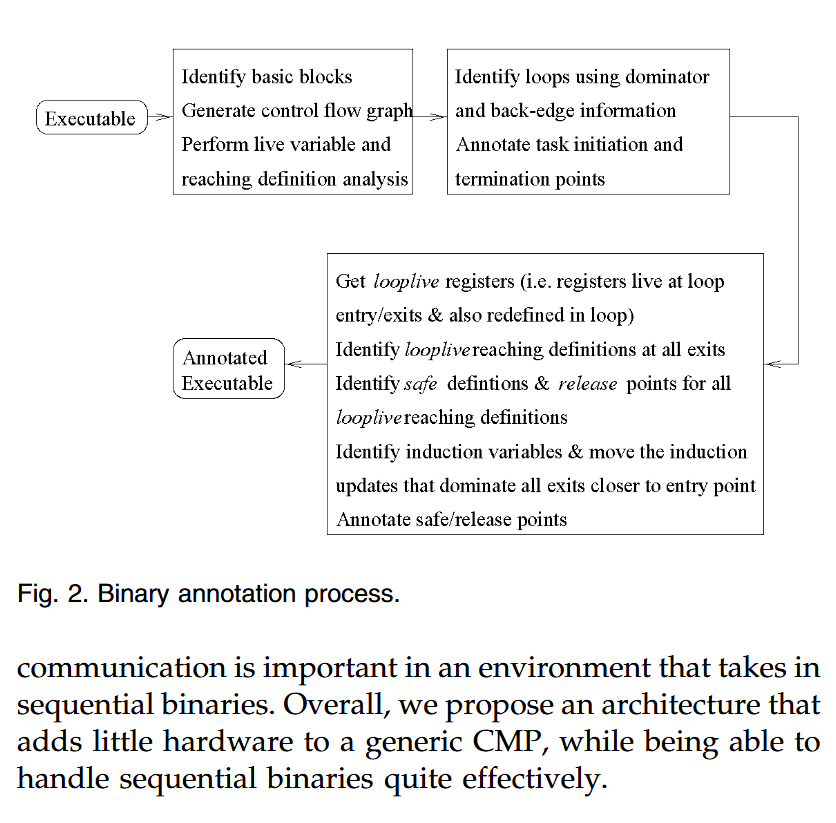 Executable
Identify basic blocks
Generate control flow graph
Perform live variable and
reaching definition analysis
Identify loops using dominator
and back-edge information
Annotate task initiation and
termination points
Get looplive registers (i.e. registers live at loop
entry/exits & also redefined in loop)
Identify looplive reaching definitions at all exits
Identify safe defintions & release points for all
looplive reaching definitions
Identify induction variables & move the induction
updates that dominate all exits closer to entry point
Annotate safe/release points
Annotated
Executable
Fig. 2. Binary annotation process.
communication is important in an environment that takes in
sequential binaries. Overall, we propose an architecture that
adds little hardware to a generic CMP, while being able to
handle sequential binaries quite effectively.